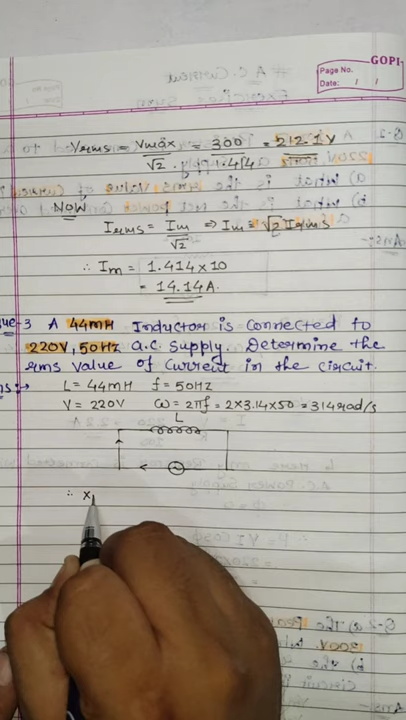 GOPI
Page No.
Date: / /
Vrms = Vmax/√2 = 300/1.414 = 212.1V
NOW
Irms = Im/√2 ⇒ Im = √2 Irms
∴ Im = 1.414×10
= 14.14A.
Que-3 A 44mH Inductor is connected to
220V, 50Hz a.c. supply. Determine the
rms value of current in the circuit.
ns:→ L = 44mH f = 50Hz
V = 220V ω = 2πf = 2×3.14×50 = 314rad/s
L
∴ X